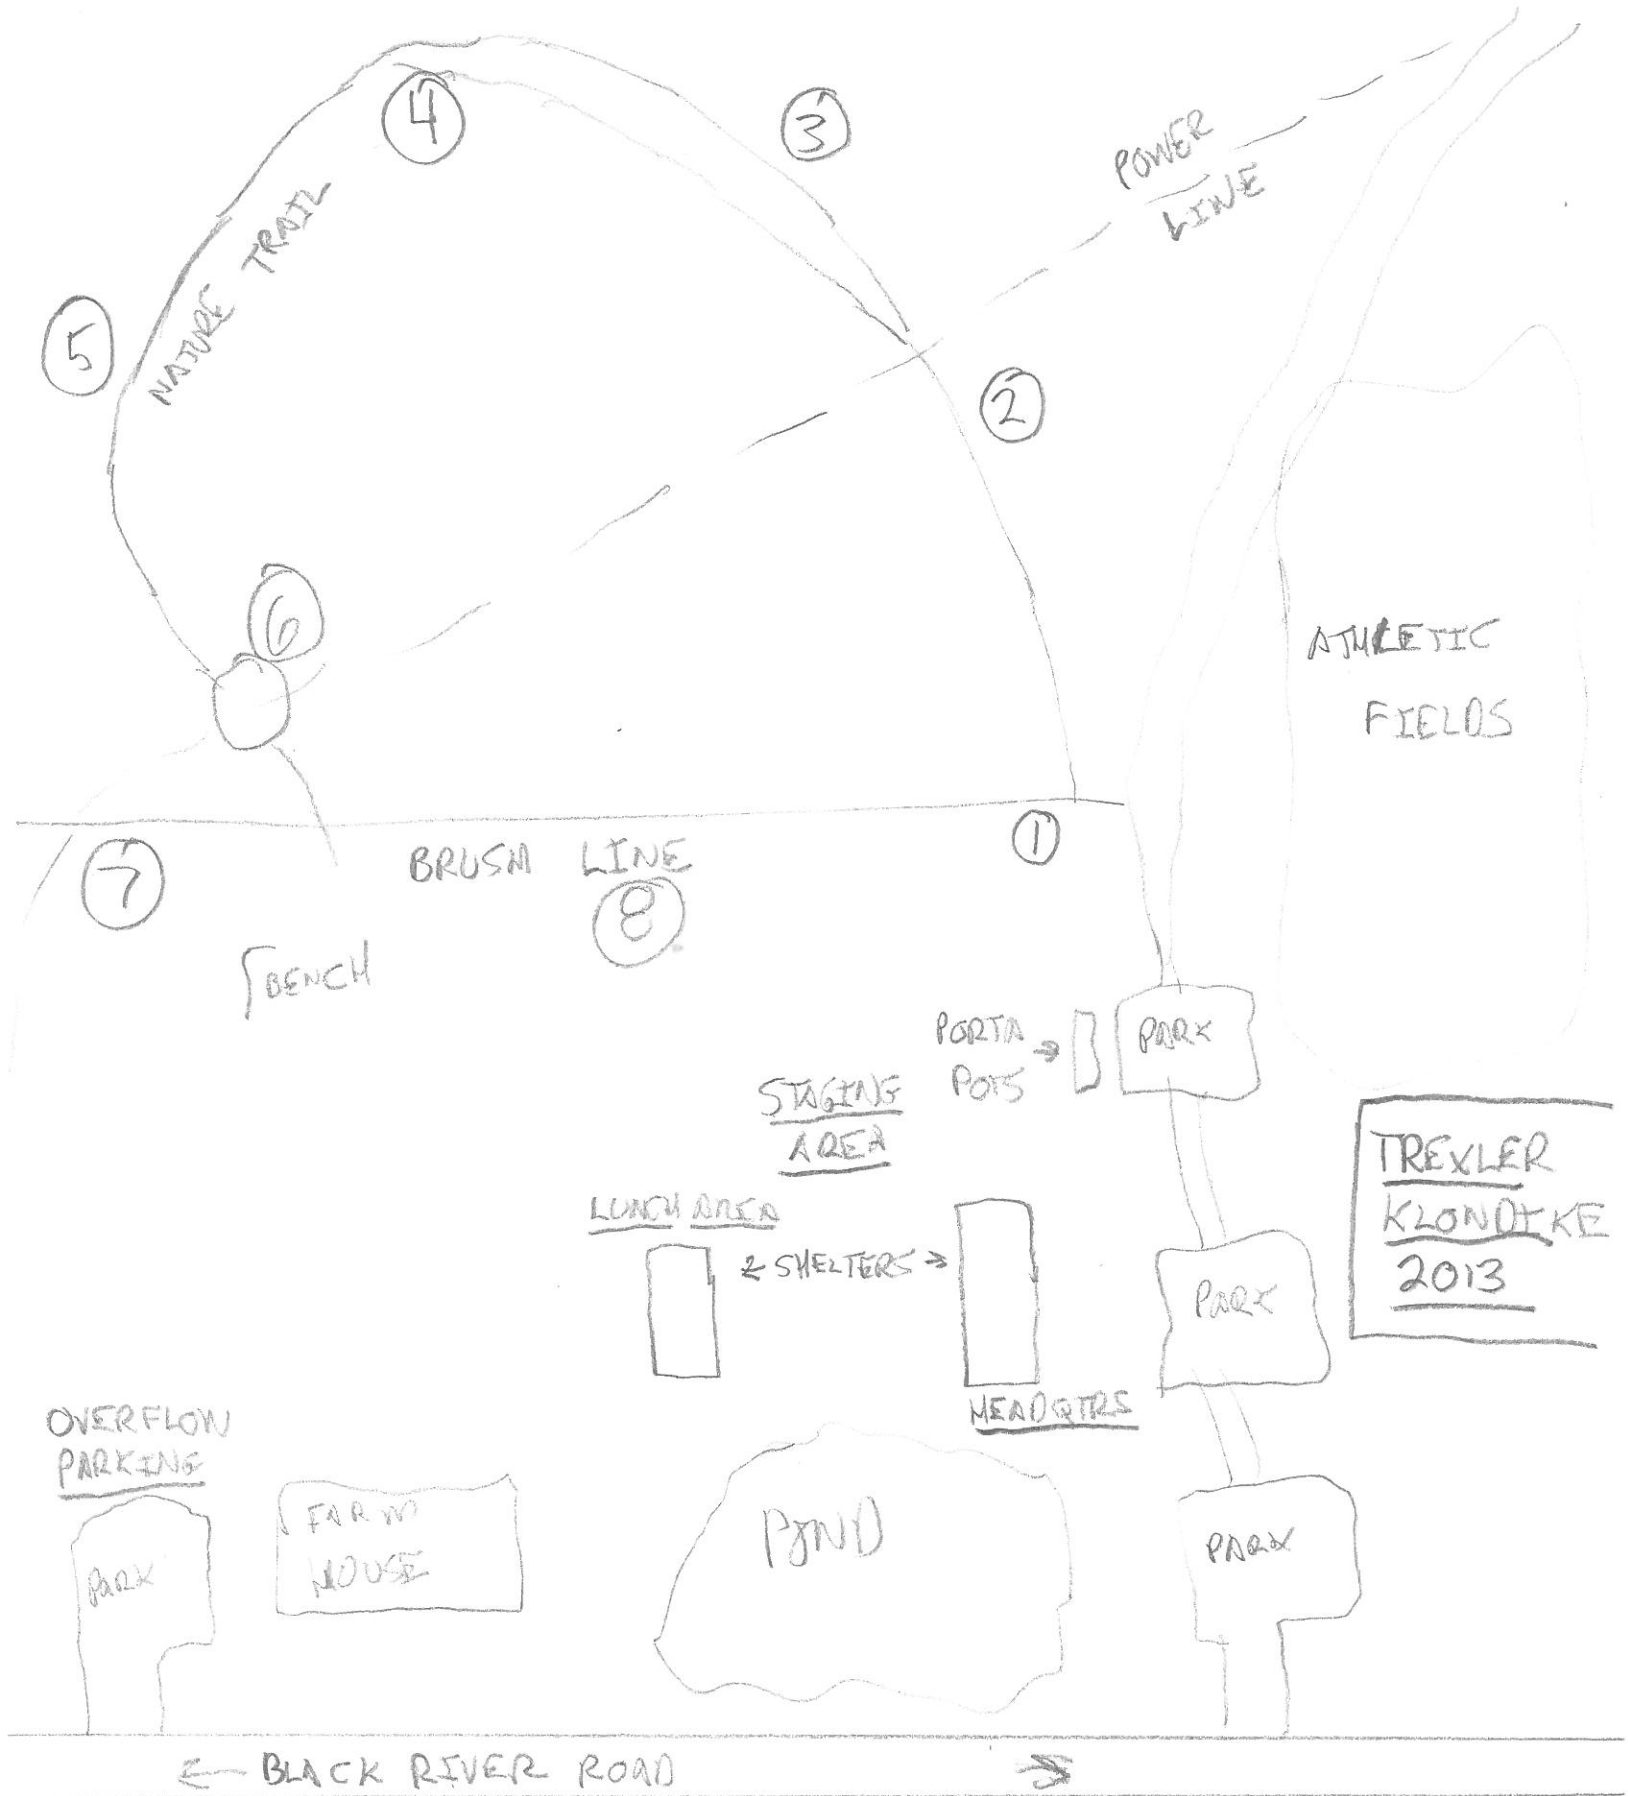 4
3
POWER
LINE
NATURE TRAIL
5
2
6
ATHLETIC
FIELDS
1
BRUSH LINE
7
8
BENCH
PORTA
POTS
PARK
STAGING
AREA
TREXLER
KLONDIKE
2013
LUNCH AREA
← SHELTERS →
PARK
HEADQTRS
OVERFLOW
PARKING
FARM
HOUSE
POND
PARK
PARK
← BLACK RIVER ROAD →